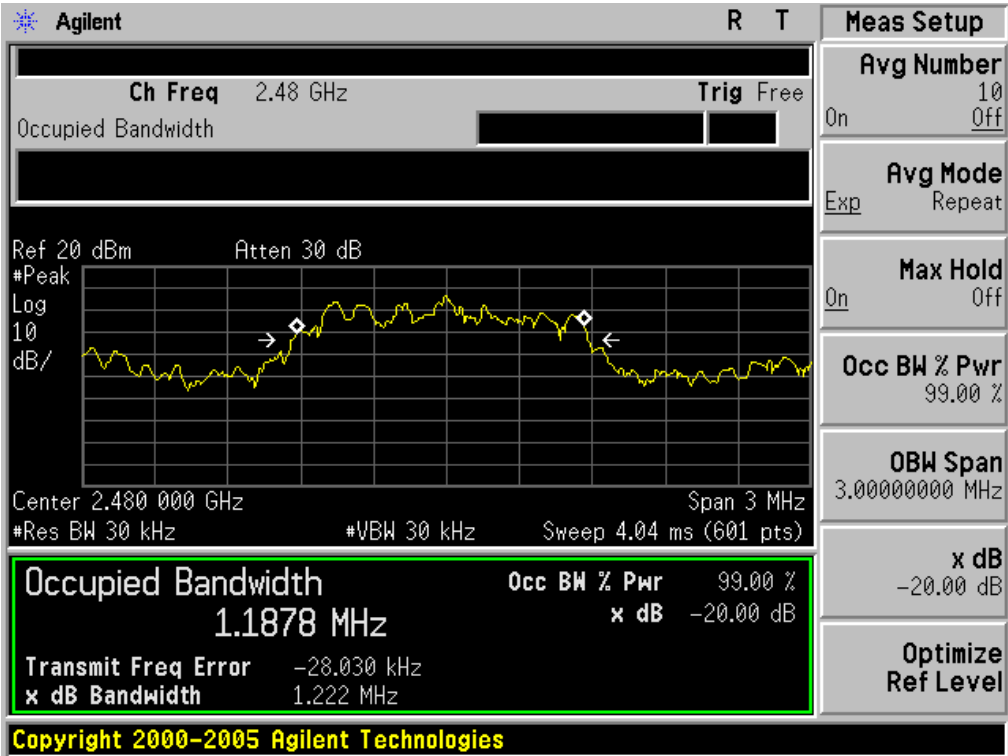 Agilent R T
Ch Freq 2.48 GHz Trig Free
Occupied Bandwidth
Ref 20 dBm Atten 30 dB
#Peak
Log
10
dB/
Center 2.480 000 GHz Span 3 MHz
#Res BW 30 kHz #VBW 30 kHz Sweep 4.04 ms (601 pts)
Occupied Bandwidth Occ BW % Pwr 99.00 %
1.1878 MHz x dB -20.00 dB
Transmit Freq Error -28.030 kHz
x dB Bandwidth 1.222 MHz
Copyright 2000-2005 Agilent Technologies
Meas Setup
Avg Number
10
On Off
Avg Mode
Exp Repeat
Max Hold
On Off
Occ BW % Pwr
99.00 %
OBW Span
3.00000000 MHz
x dB
-20.00 dB
Optimize
Ref Level